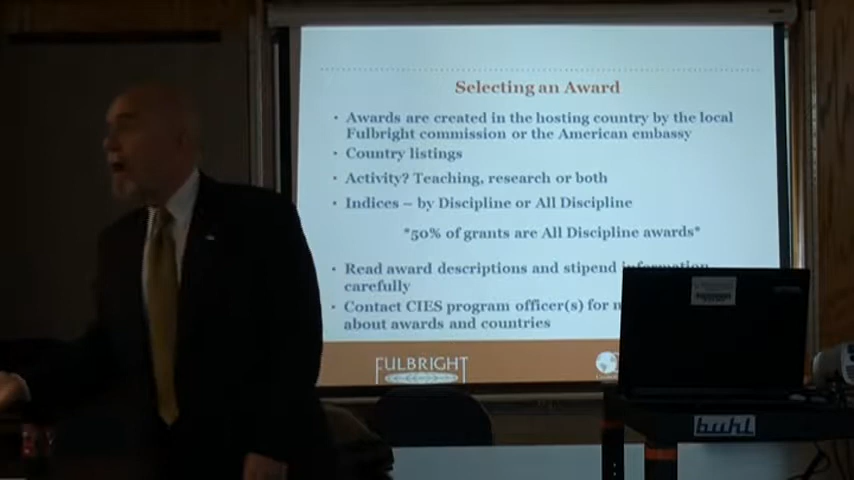 Selecting an Award
• Awards are created in the hosting country by the local
Fulbright commission or the American embassy
• Country listings
• Activity? Teaching, research or both
• Indices – by Discipline or All Discipline
*50% of grants are All Discipline awards*
• Read award descriptions and stipend information
carefully
• Contact CIES program officer(s) for
about awards and countries
FULBRIGHT
buhl